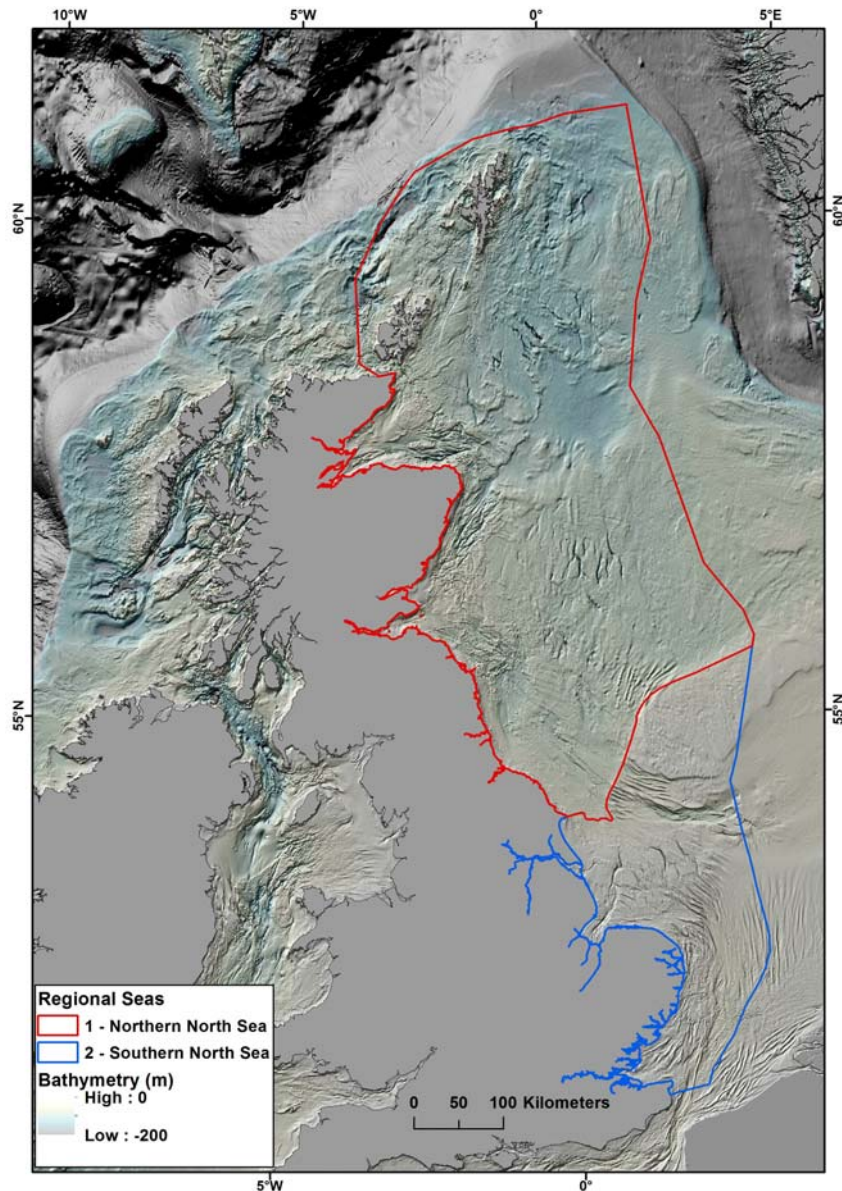 10°W 5°W 0° 5°E
60°N 60°N
55°N 55°N
Regional Seas
1 - Northern North Sea
2 - Southern North Sea
Bathymetry (m)
High : 0
Low : -200
0 50 100 Kilometers
5°W 0°